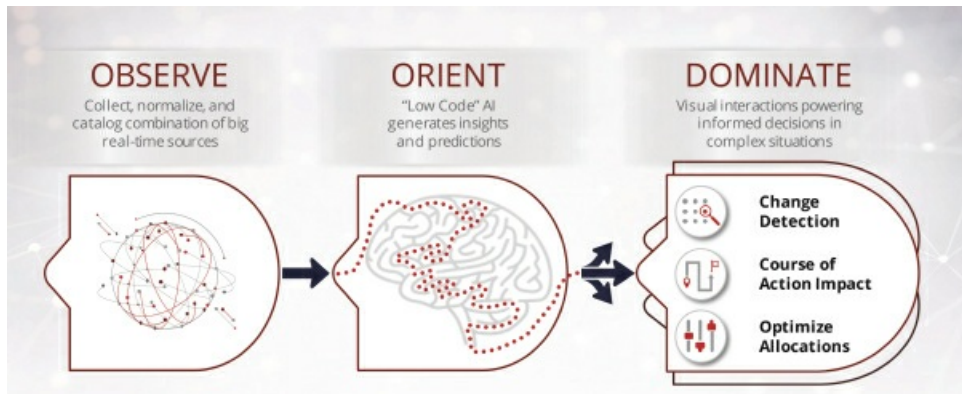 OBSERVE
Collect, normalize, and
catalog combination of big
real-time sources
ORIENT
“Low Code” AI
generates insights
and predictions
DOMINATE
Visual interactions powering
informed decisions in
complex situations
Change
Detection
Course of
Action Impact
Optimize
Allocations